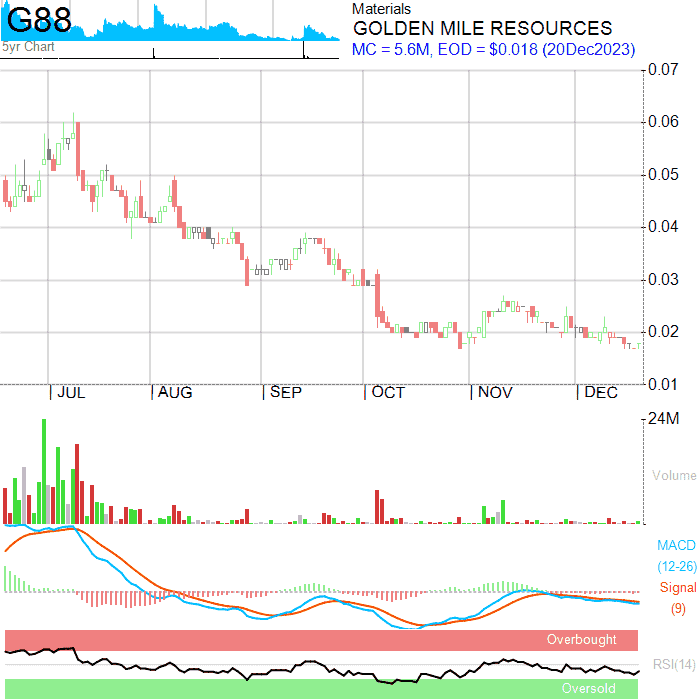 G88
5yr Chart
Materials
GOLDEN MILE RESOURCES
MC = 5.6M, EOD = $0.018 (20Dec2023)
0.07
0.06
0.05
0.04
0.03
0.02
0.01
JUL AUG SEP OCT NOV DEC
24M
Volume
MACD
(12-26)
Signal
(9)
Overbought
RSI(14)
Oversold